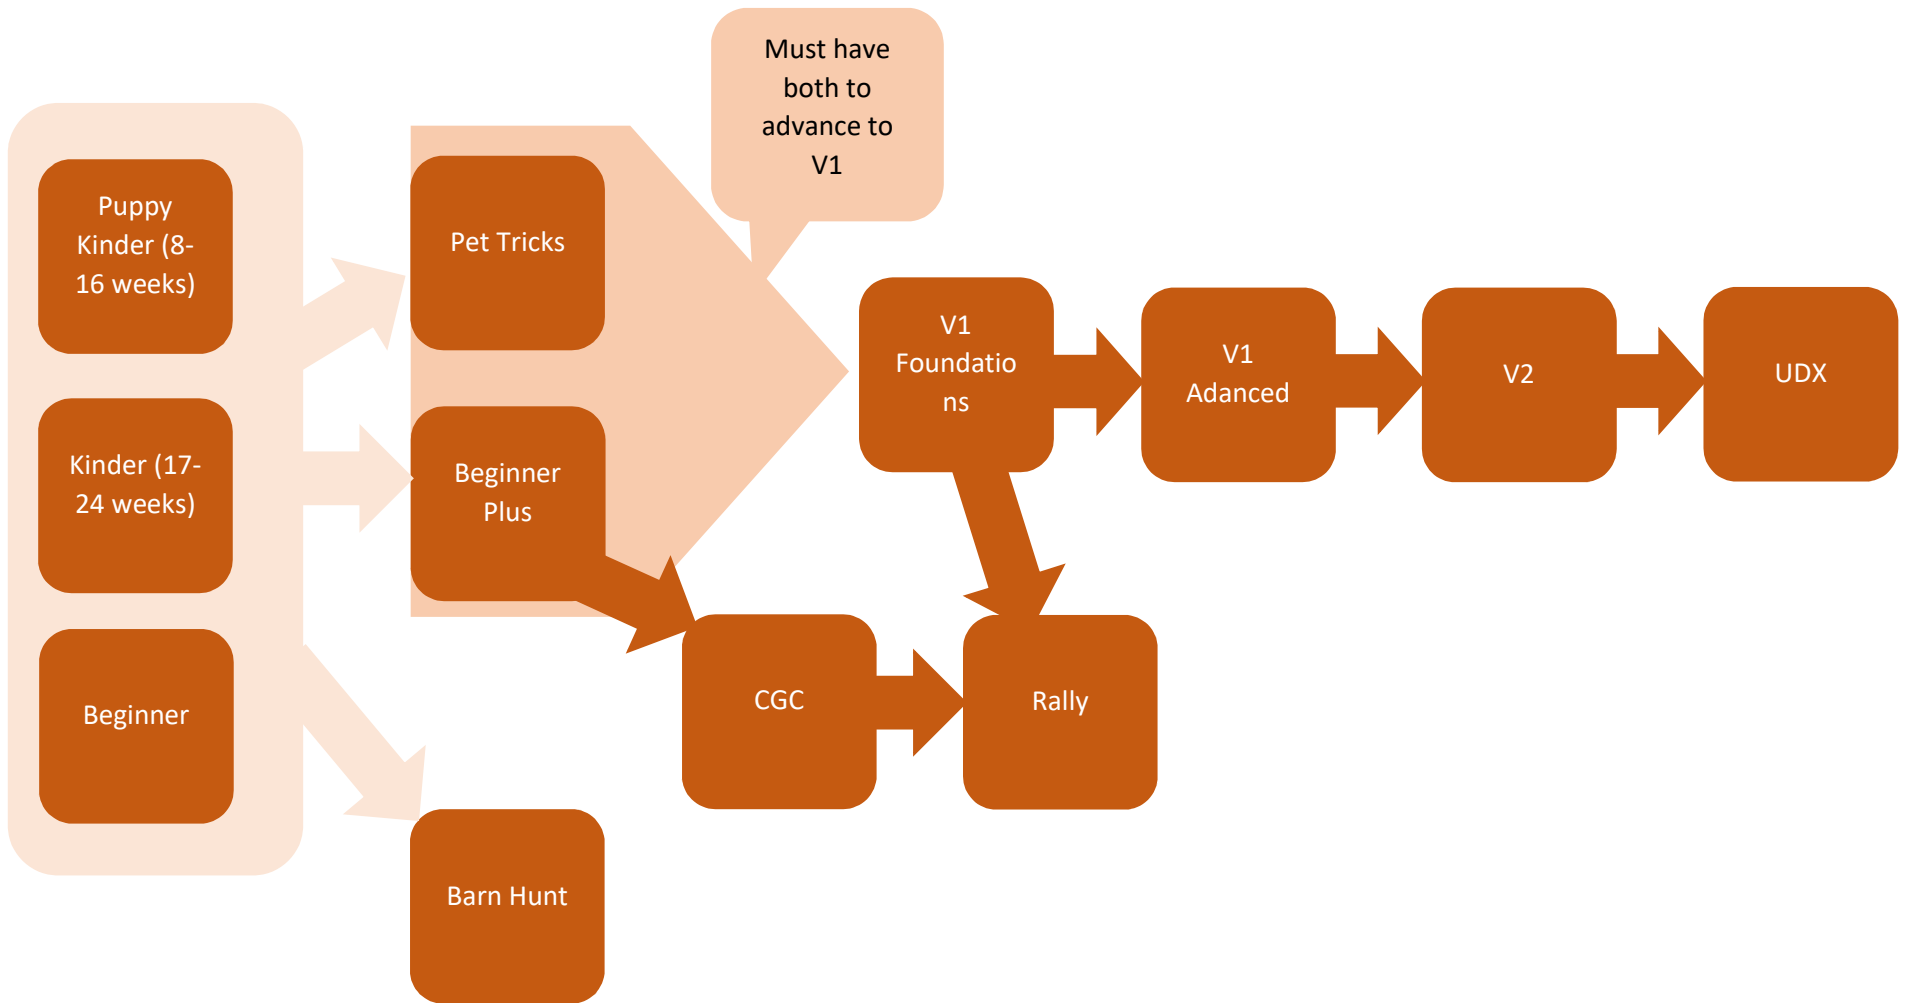 Must have
both to
advance to
V1
Puppy
Kinder (8-
16 weeks)
Pet Tricks
Kinder (17-
24 weeks)
Beginner
Plus
Beginner
V1
Foundatio
ns
V1
Adanced
V2
UDX
CGC
Rally
Barn Hunt